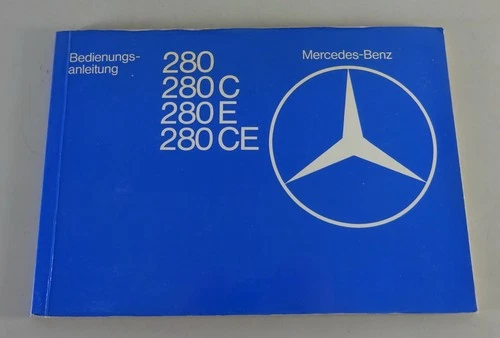 Bedienungs-
anleitung
280
280 C
280 E
280 CE
Mercedes-Benz